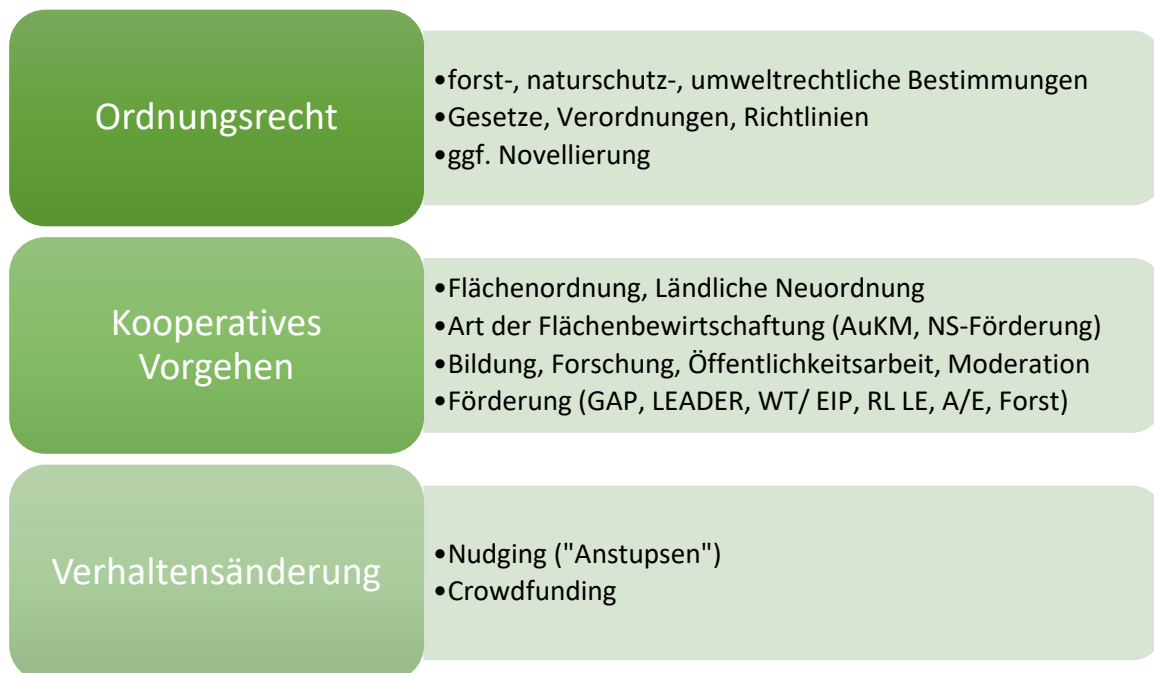 Ordnungsrecht
•forst-, naturschutz-, umweltrechtliche Bestimmungen
•Gesetze, Verordnungen, Richtlinien
•ggf. Novellierung
Kooperatives
Vorgehen
•Flächenordnung, Ländliche Neuordnung
•Art der Flächenbewirtschaftung (AuKM, NS-Förderung)
•Bildung, Forschung, Öffentlichkeitsarbeit, Moderation
•Förderung (GAP, LEADER, WT/ EIP, RL LE, A/E, Forst)
Verhaltensänderung
•Nudging ("Anstupsen")
•Crowdfunding